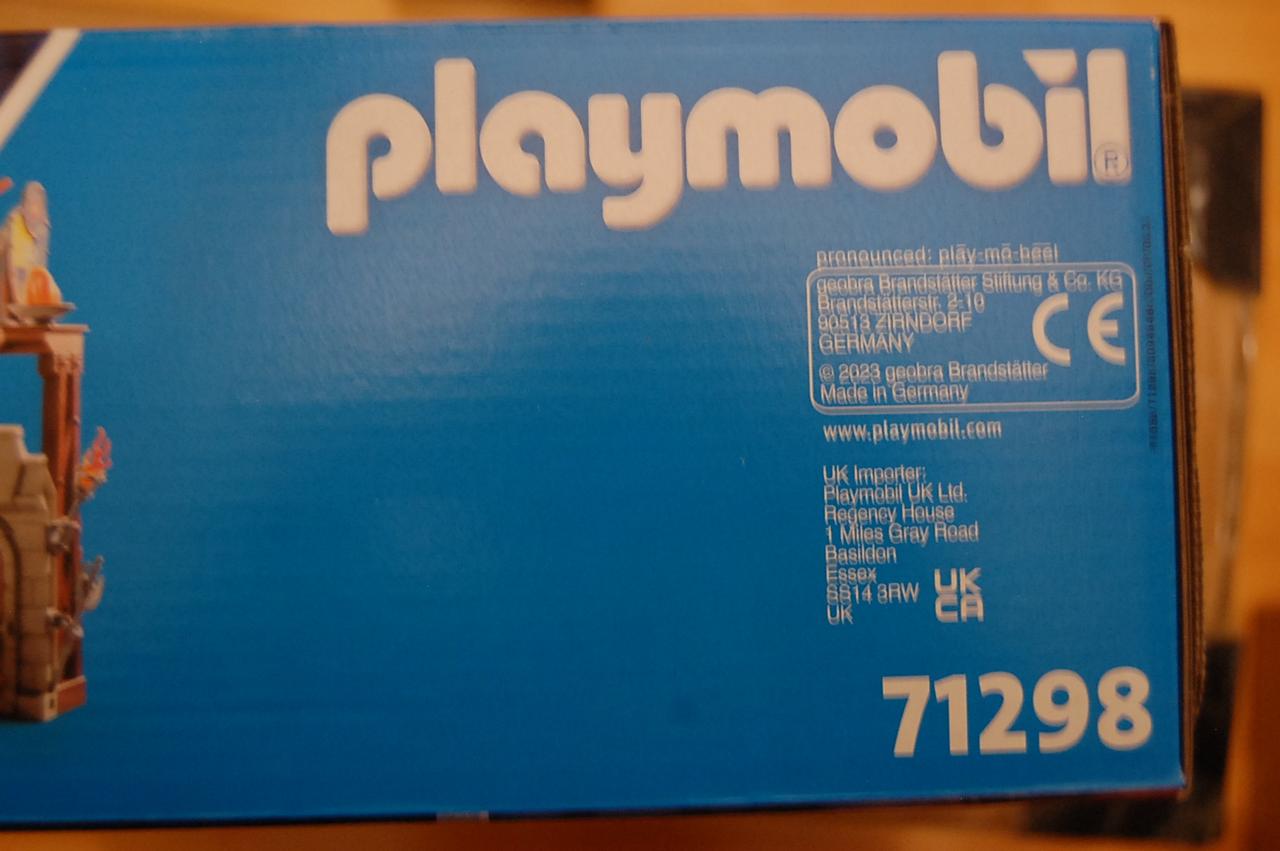 playmobil®
pronounced: plāy-mō-bēēl
geobra Brandstätter Stiftung & Co. KG
Brandstätterstr. 2-10
90513 ZIRNDORF
GERMANY
CE
© 2023 geobra Brandstätter
Made in Germany
www.playmobil.com
UK Importer:
Playmobil UK Ltd.
Regency House
1 Miles Gray Road
Basildon
Essex
SS14 3RW
UK
UK
CA
71298